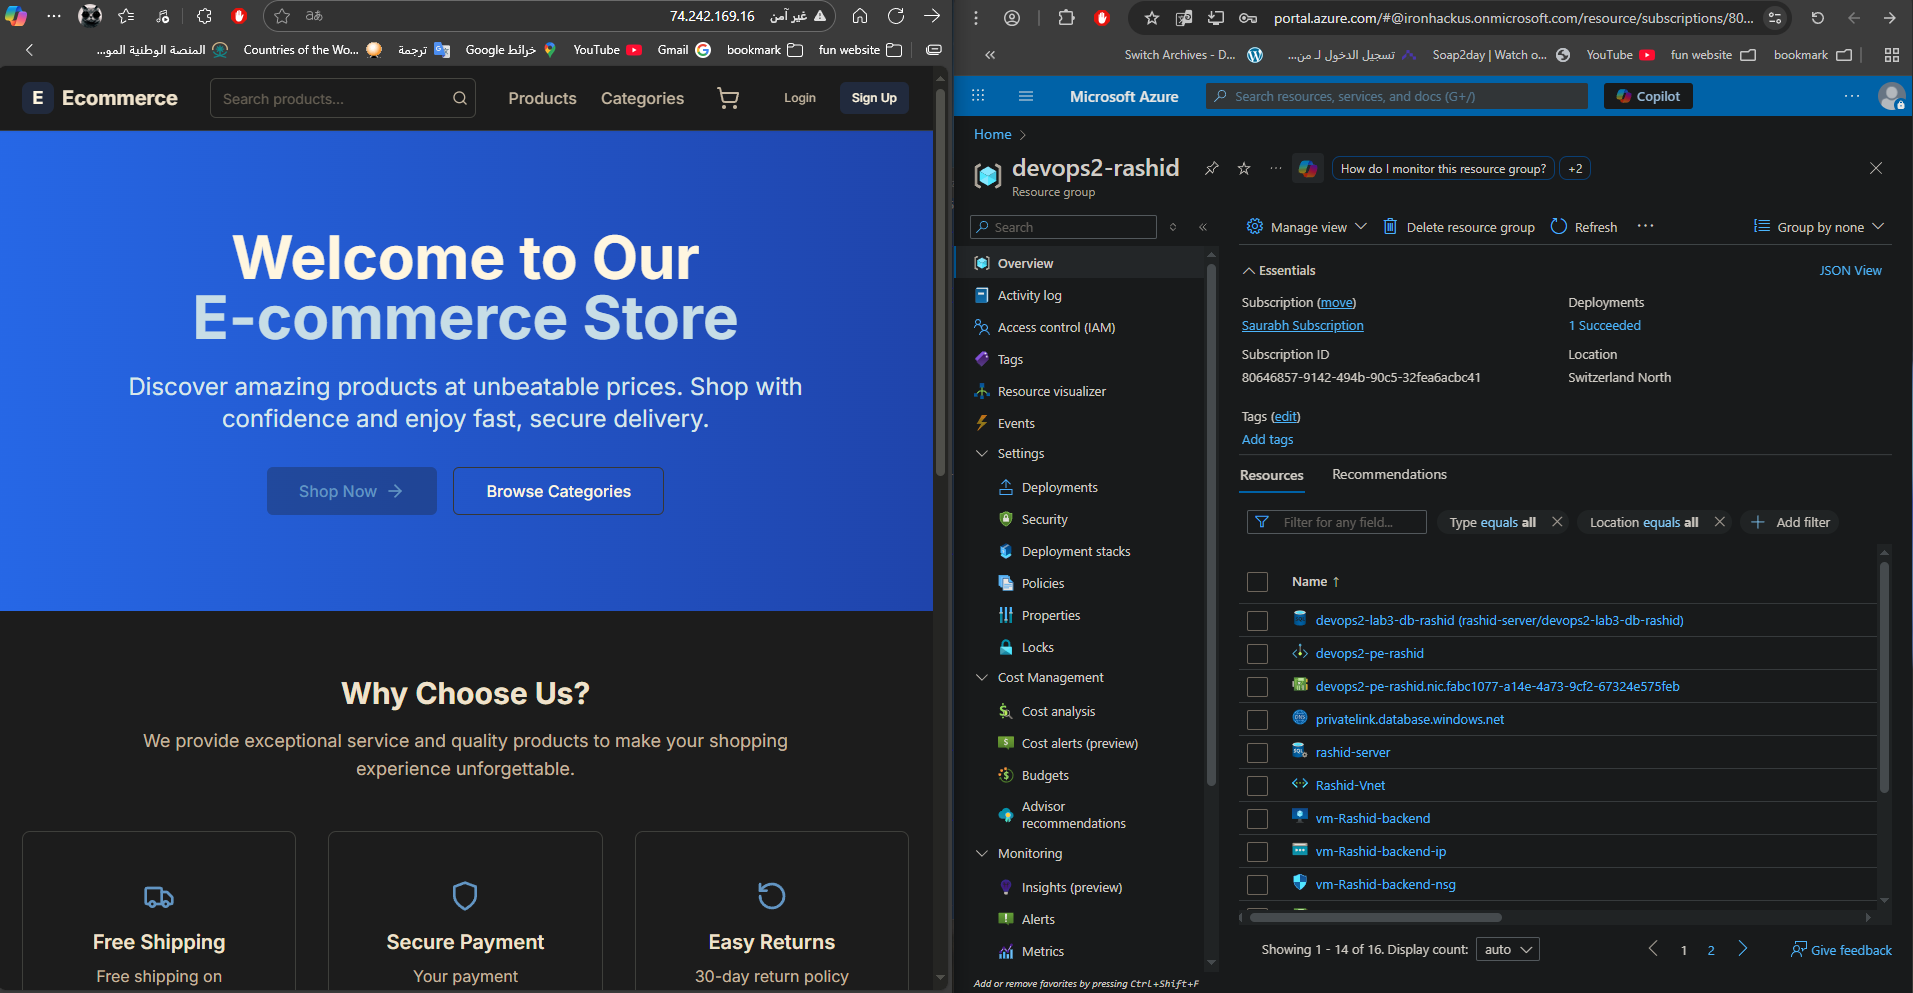 74.242.169.16
غير آمن
المنصة الوطنية المو...
Countries of the Wo...
ترجمة
خرائط Google
YouTube
Gmail
bookmark
fun website
E
Ecommerce
Search products...
Products
Categories
Login
Sign Up
Welcome to Our
E-commerce Store
Discover amazing products at unbeatable prices. Shop with
confidence and enjoy fast, secure delivery.
Shop Now
Browse Categories
Why Choose Us?
We provide exceptional service and quality products to make your shopping
experience unforgettable.
Free Shipping
Free shipping on
Secure Payment
Your payment
Easy Returns
30-day return policy
portal.azure.com/#@ironhackus.onmicrosoft.com/resource/subscriptions/80...
Switch Archives - D...
تسجيل الدخول لـ من...
Soap2day | Watch o...
YouTube
fun website
bookmark
Microsoft Azure
Search resources, services, and docs (G+/)
Copilot
Home
devops2-rashid
Resource group
How do I monitor this resource group?
+2
Search
Overview
Activity log
Access control (IAM)
Tags
Resource visualizer
Events
Settings
Deployments
Security
Deployment stacks
Policies
Properties
Locks
Cost Management
Cost analysis
Cost alerts (preview)
Budgets
Advisor
recommendations
Monitoring
Insights (preview)
Alerts
Metrics
Add or remove favorites by pressing Ctrl+Shift+F
Manage view
Delete resource group
Refresh
Group by none
Essentials
JSON View
Subscription (move)
Saurabh Subscription
Subscription ID
80646857-9142-494b-90c5-32fea6acbc41
Deployments
1 Succeeded
Location
Switzerland North
Tags (edit)
Add tags
Resources
Recommendations
Filter for any field...
Type equals all
Location equals all
Add filter
Name ↑
devops2-lab3-db-rashid (rashid-server/devops2-lab3-db-rashid)
devops2-pe-rashid
devops2-pe-rashid.nic.fabc1077-a14e-4a73-9cf2-67324e575feb
privatelink.database.windows.net
rashid-server
Rashid-Vnet
vm-Rashid-backend
vm-Rashid-backend-ip
vm-Rashid-backend-nsg
Showing 1 - 14 of 16. Display count:
auto
1
2
Give feedback